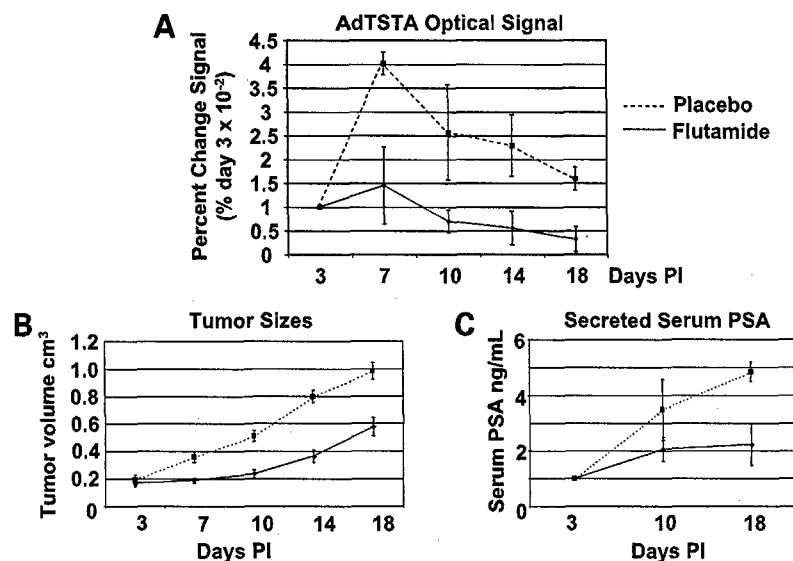 A
AdTSTA Optical Signal
Percent Change Signal
(% day 3 x 10⁻²)
4.5
4
3.5
3
2.5
2
1.5
1
0.5
0
3 7 10 14 18 Days PI
Placebo
Flutamide
B
Tumor Sizes
Tumor volume cm³
1.2
1.0
0.8
0.6
0.4
0.2
0
3 7 10 14 18
Days PI
C
Secreted Serum PSA
Serum PSA ng/mL
6
4
2
0
3 10 18
Days PI